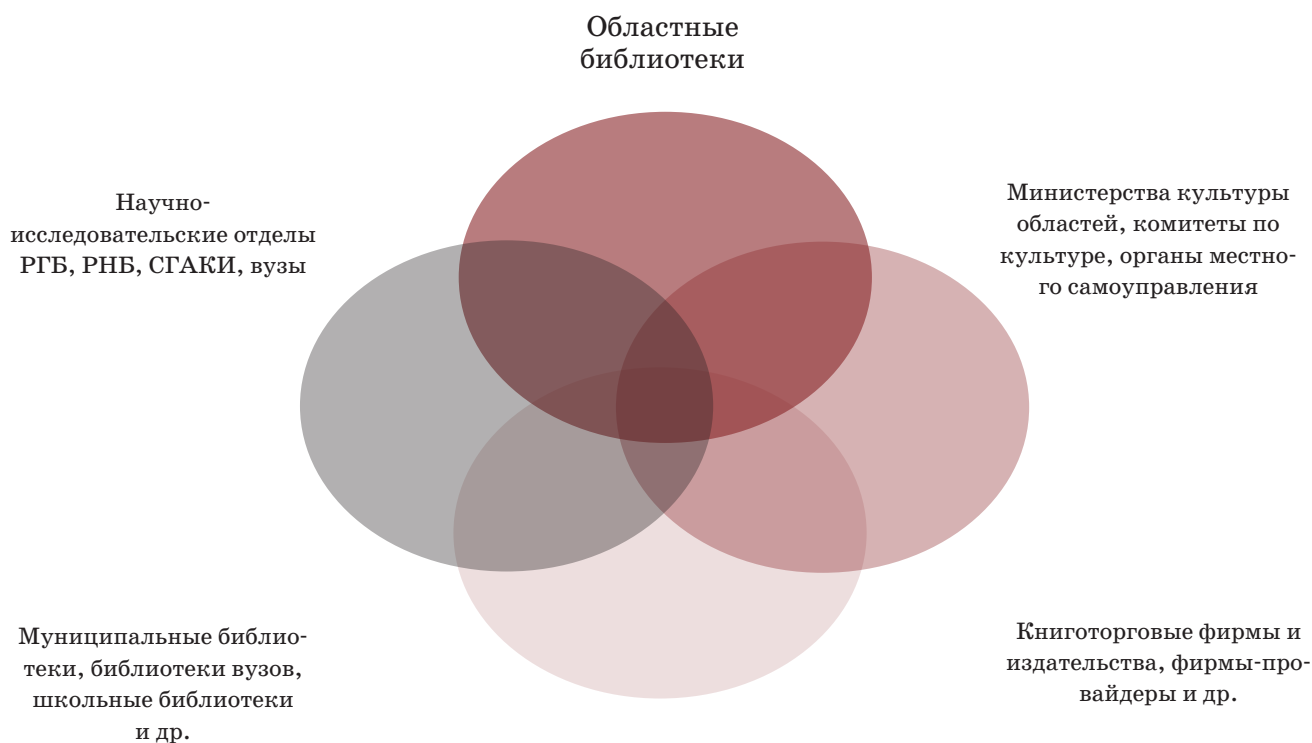 Областные
библиотеки
Научно-
исследовательские отделы
РГБ, РНБ, СГАКИ, вузы
Министерства культуры
областей, комитеты по
культуре, органы местно-
го самоуправления
Муниципальные библио-
теки, библиотеки вузов,
школьные библиотеки
и др.
Книготорговые фирмы и
издательства, фирмы-про-
вайдеры и др.